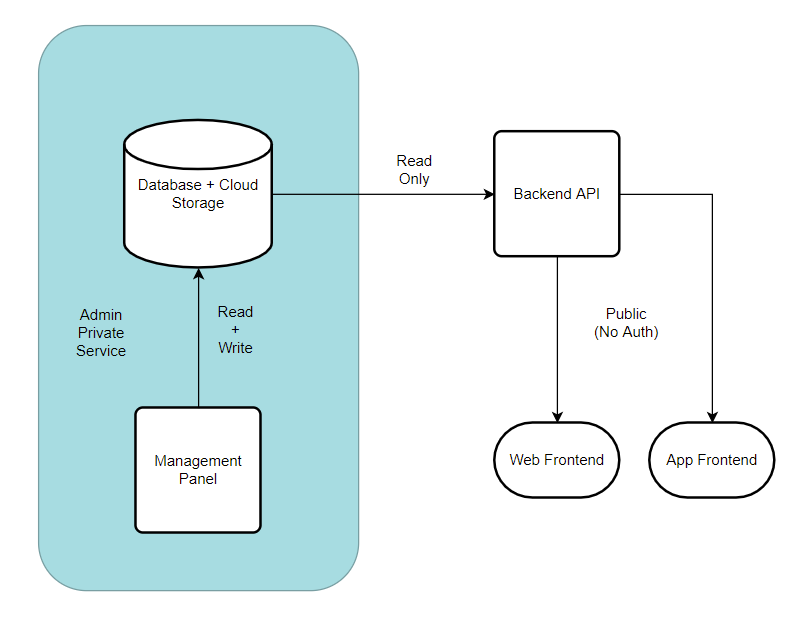 Database + Cloud
Storage
Read
Only
Backend API
Admin
Private
Service
Read
+
Write
Public
(No Auth)
Management
Panel
Web Frontend
App Frontend